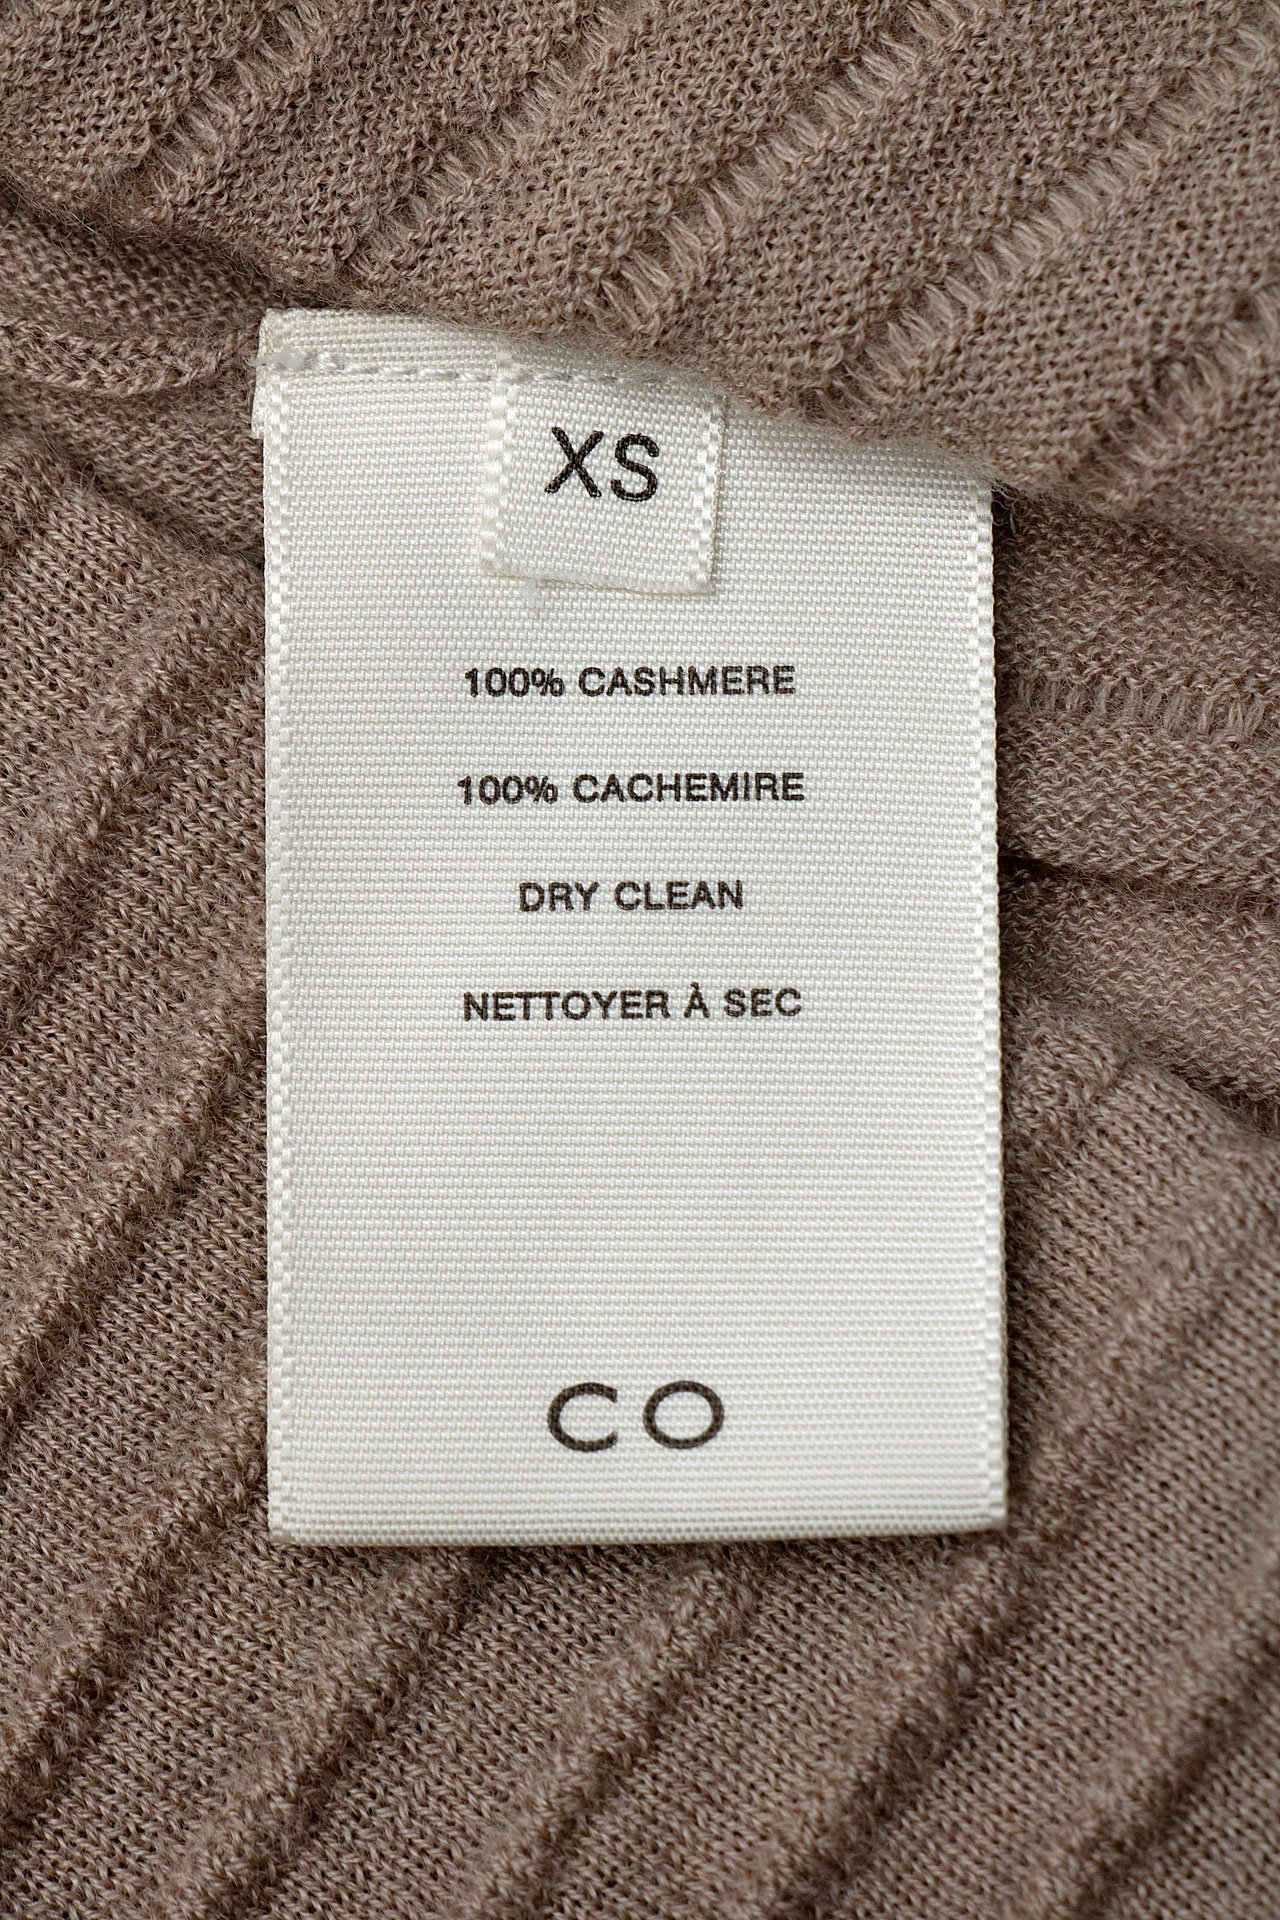 XS
100% CASHMERE
100% CACHEMIRE
DRY CLEAN
NETTOYER À SEC
CO